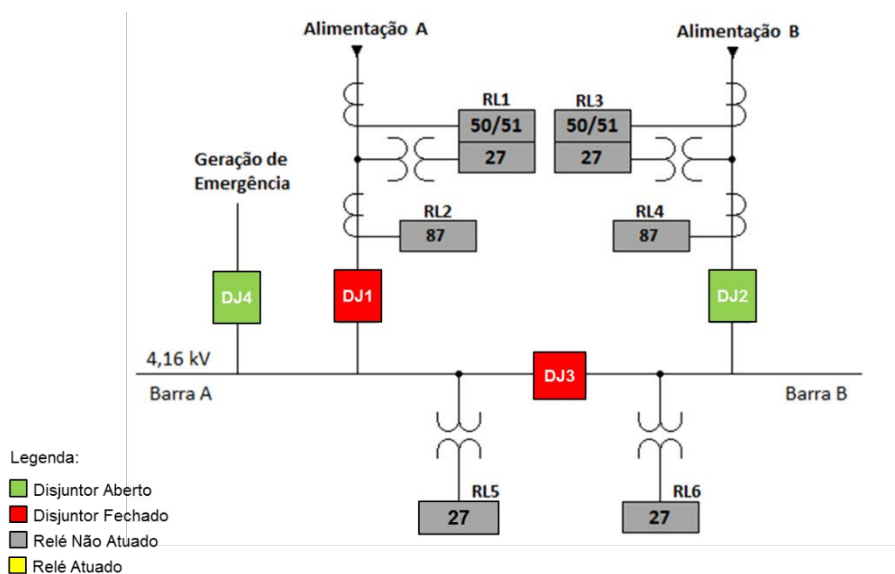 Alimentação A
Alimentação B
RL1
RL3
50/51
50/51
27
27
Geração de
Emergência
RL2
RL4
87
87
DJ4
DJ1
DJ2
4,16 kV
DJ3
Barra A
Barra B
Legenda:
Disjuntor Aberto
Disjuntor Fechado
Relé Não Atuado
Relé Atuado
RL5
RL6
27
27